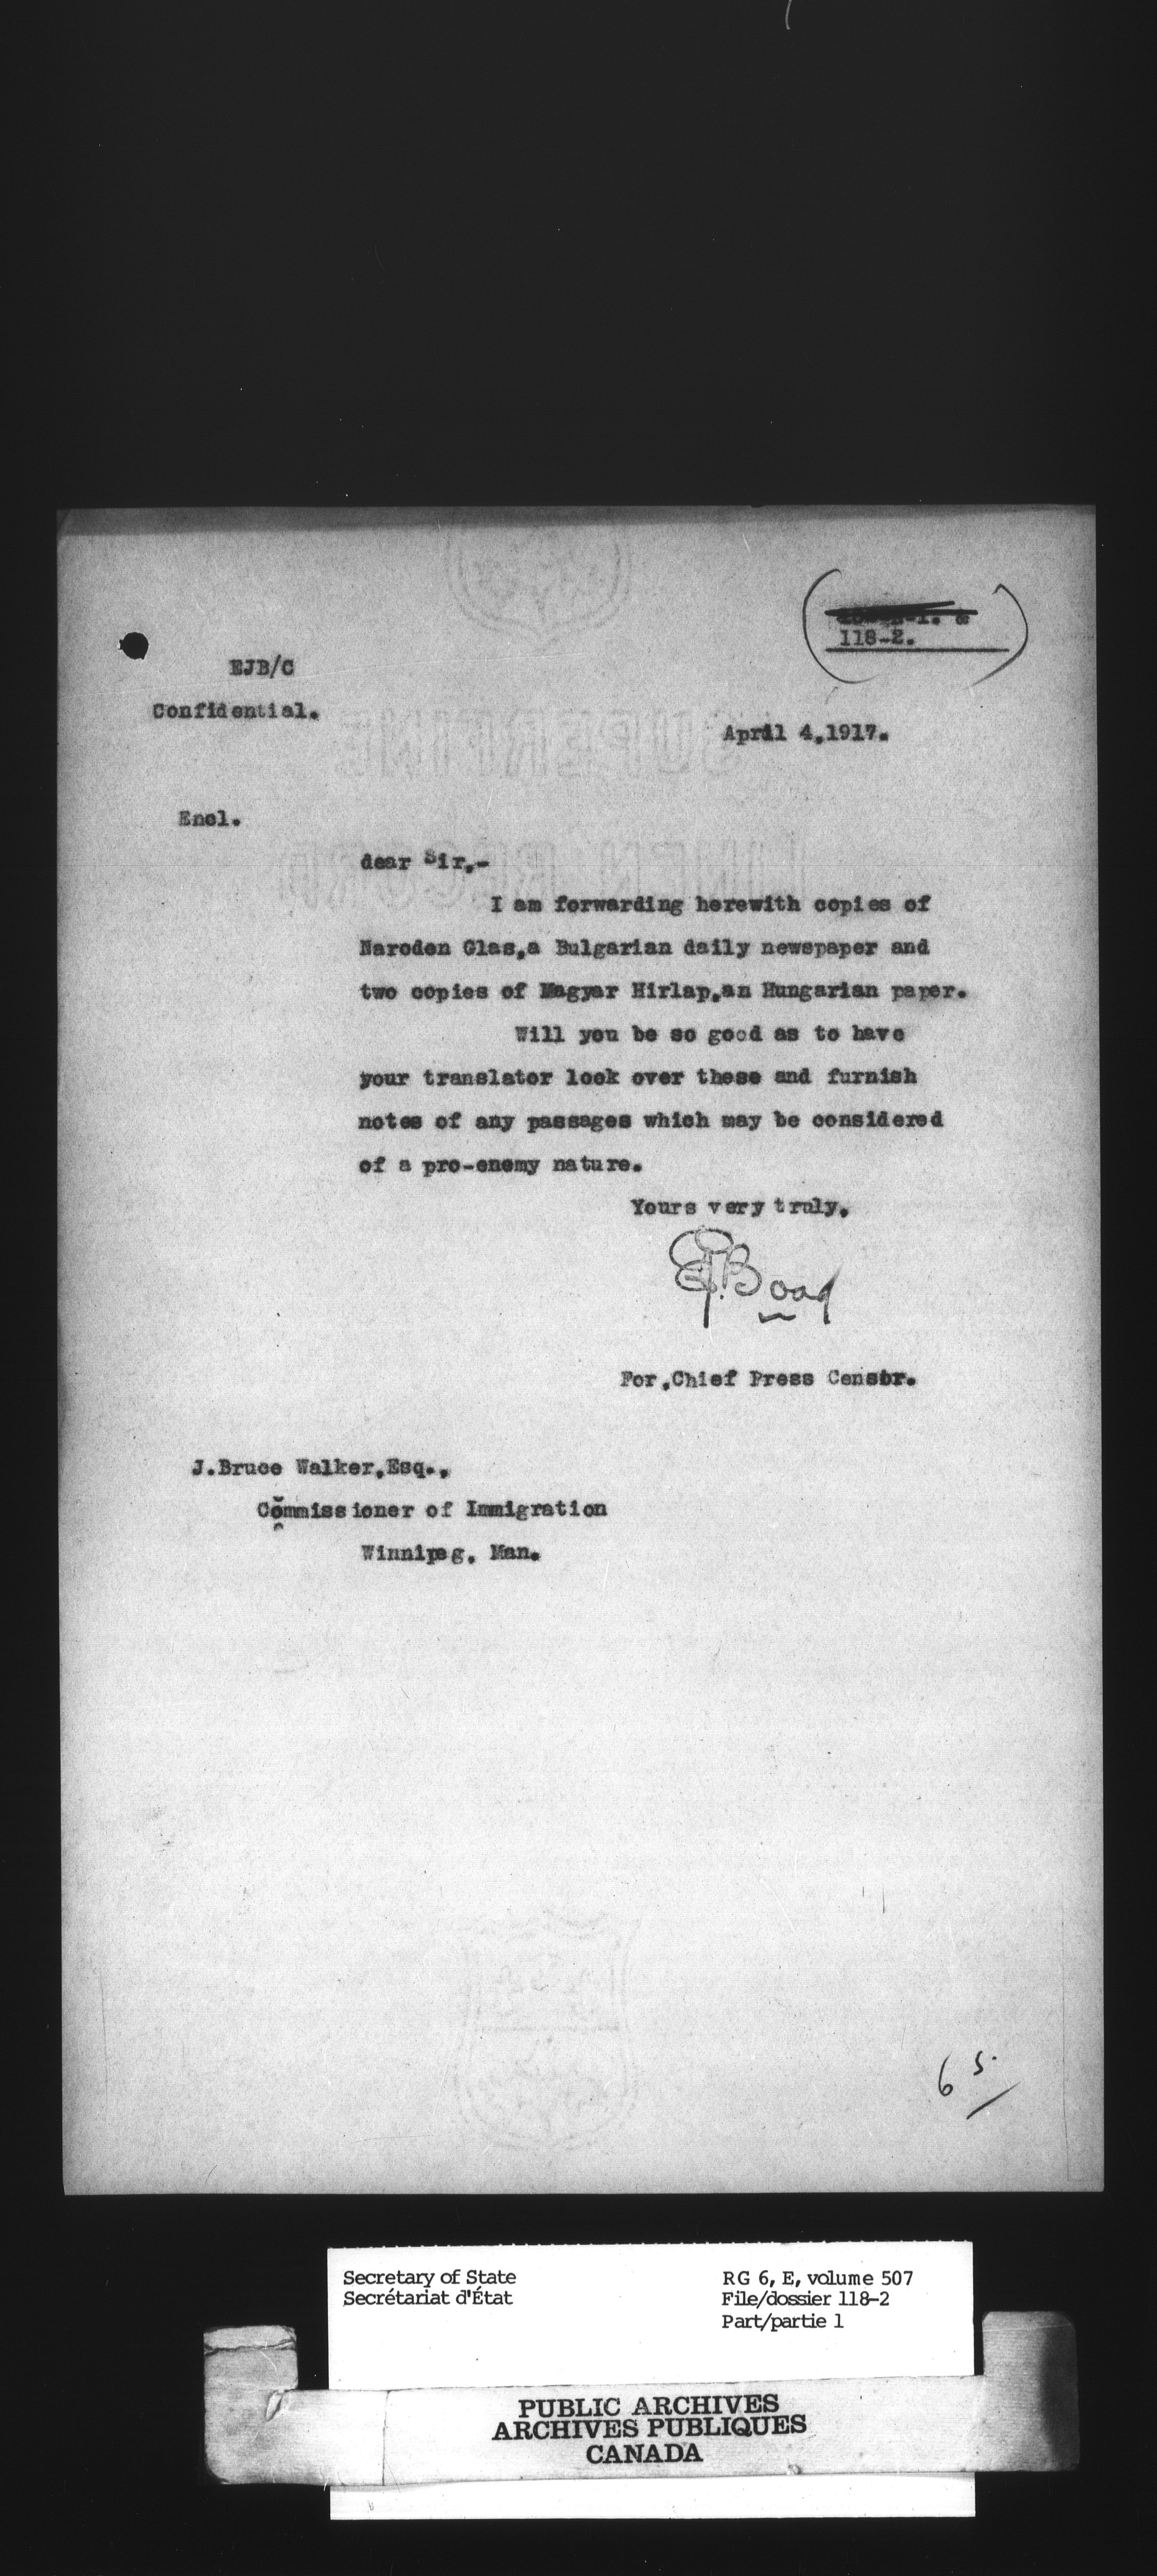 118-2.
EJB/C
Confidential.
April 4,1917.
Encl.
dear Sir,-
I am forwarding herewith copies of
Naroden Glas,a Bulgarian daily newspaper and
two copies of Magyar Hirlap,an Hungarian paper.
Will you be so good as to have
your translator look over these and furnish
notes of any passages which may be considered
of a pro-enemy nature.
Yours very truly,
For,Chief Press Censor.
J.Bruce Walker,Esq.,
Commissioner of Immigration
Winnipeg, Man.
65.
Secretary of State
Secrétariat d'État
RG 6, E, volume 507
File/dossier 118-2
Part/partie 1
PUBLIC ARCHIVES
ARCHIVES PUBLIQUES
CANADA